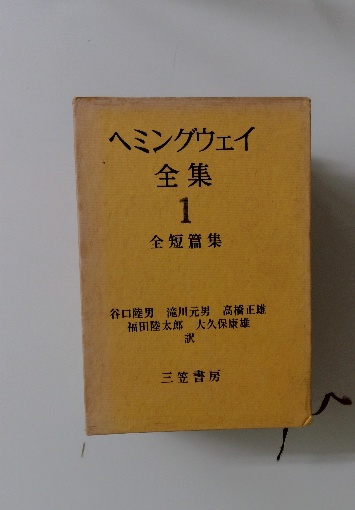 ヘミングウェイ
全集
1
全短篇集
谷口陸男 滝川元男 高橋正雄
福田陸太郎 大久保康雄
訳
三笠書房